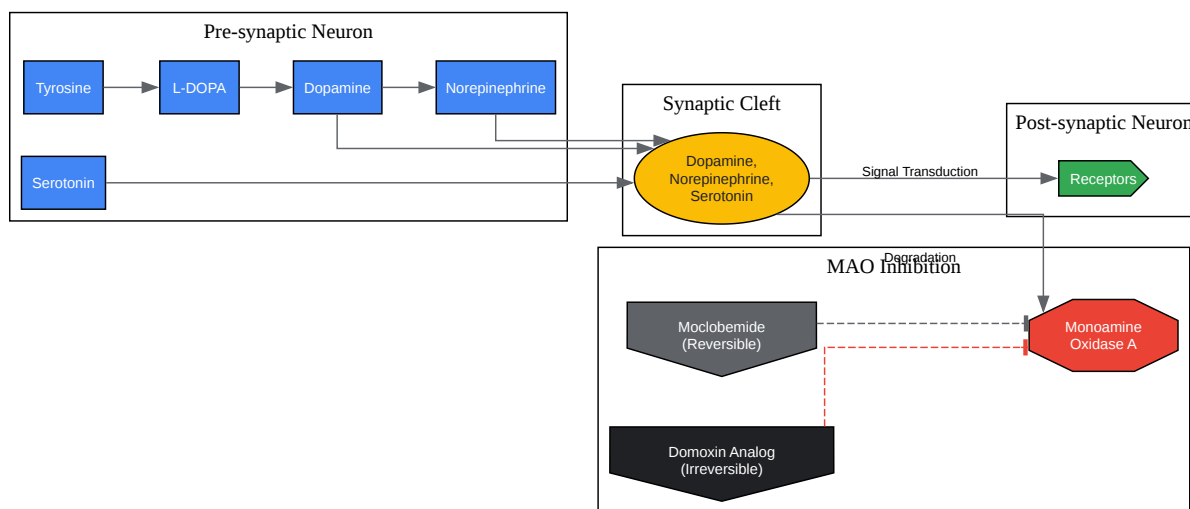 Pre-synaptic Neuron
Tyrosine
L-DOPA
Dopamine
Norepinephrine
Serotonin
Synaptic Cleft
Dopamine,
Norepinephrine,
Serotonin
Signal Transduction
Post-synaptic Neuron
Receptors
Degradation
MAO Inhibition
Moclobemide
(Reversible)
Monoamine
Oxidase A
Domoxin Analog
(Irreversible)